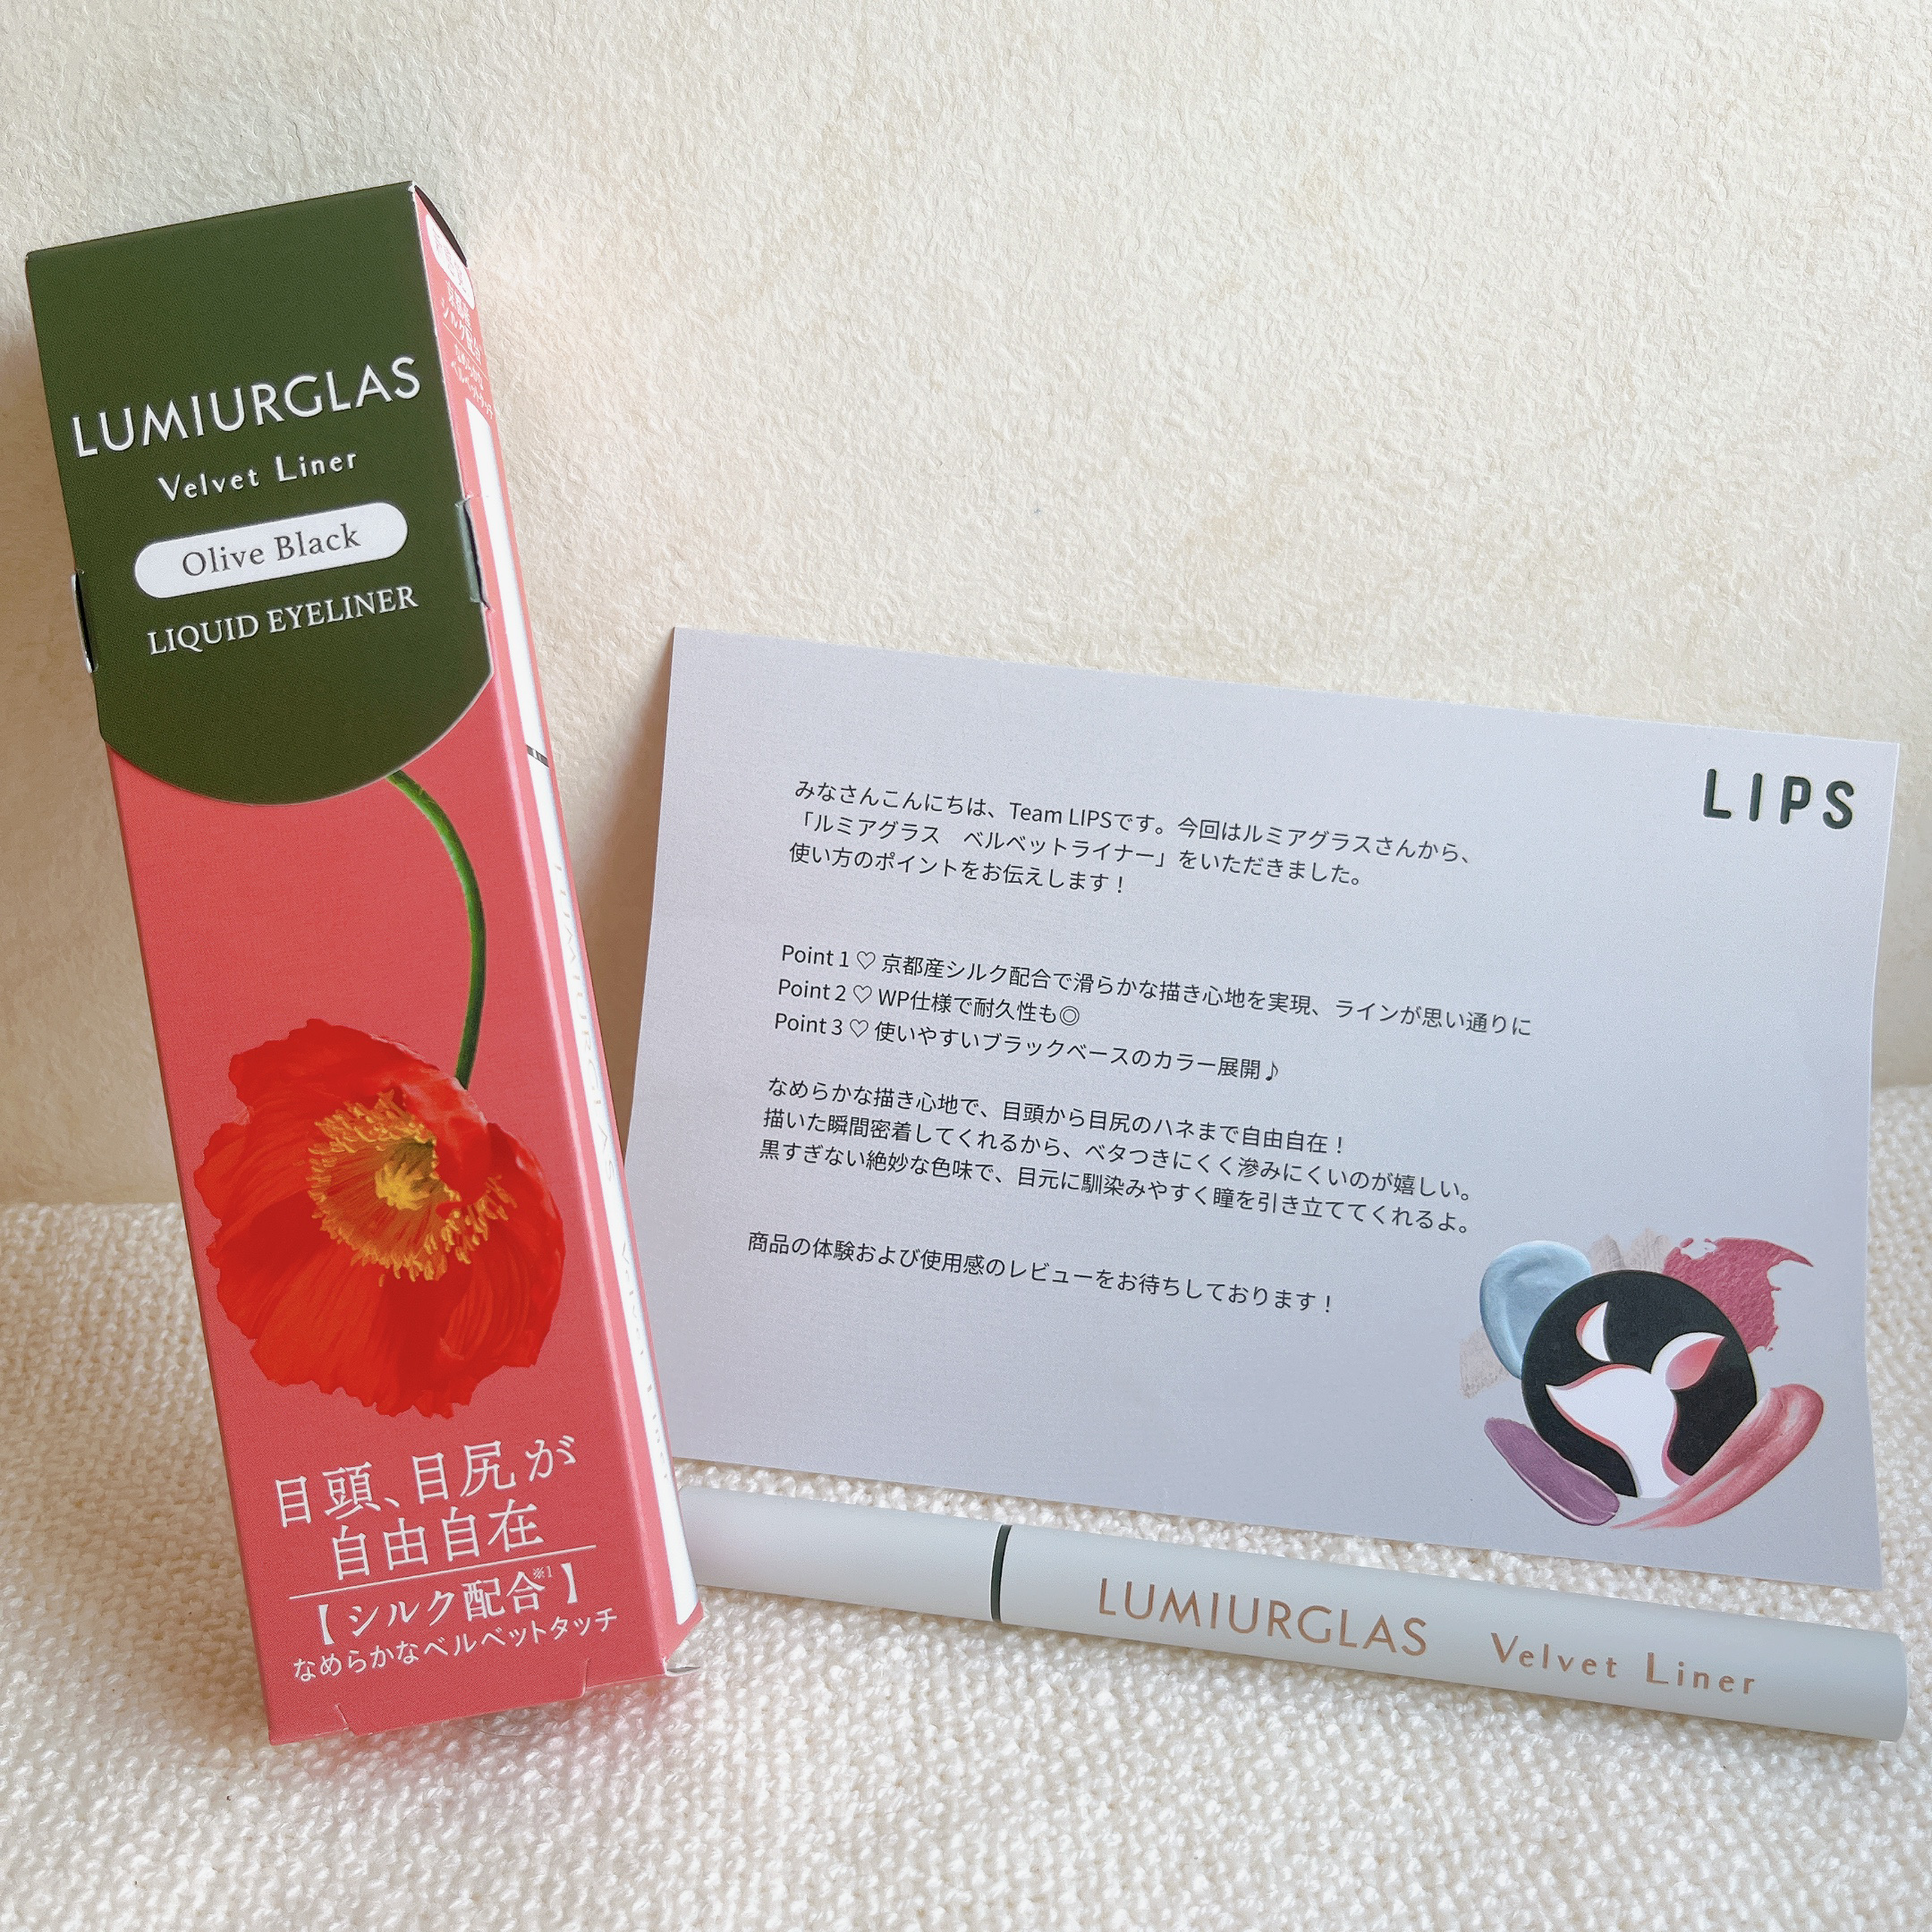 LUMIURGLAS
Velvet Liner
Olive Black
LIQUID EYELINER
目頭、目尻が
自由自在
【シルク配合※1】
なめらかなベルベットタッチ
シルク配合
LIPS
みなさんこんにちは、Team LIPSです。今回はルミアグラスさんから、
「ルミアグラス　ベルベットライナー」をいただきました。
使い方のポイントをお伝えします！
Point 1 ♡ 京都産シルク配合で滑らかな描き心地を実現、ラインが思い通りに
Point 2 ♡ WP仕様で耐久性も◎
Point 3 ♡ 使いやすいブラックベースのカラー展開♪
なめらかな描き心地で、目頭から目尻のハネまで自由自在！
描いた瞬間密着してくれるから、ベタつきにくく滲みにくいのが嬉しい。
黒すぎない絶妙な色味で、目元に馴染みやすく瞳を引き立ててくれるよ。
商品の体験および使用感のレビューをお待ちしております！
LUMIURGLAS Velvet Liner